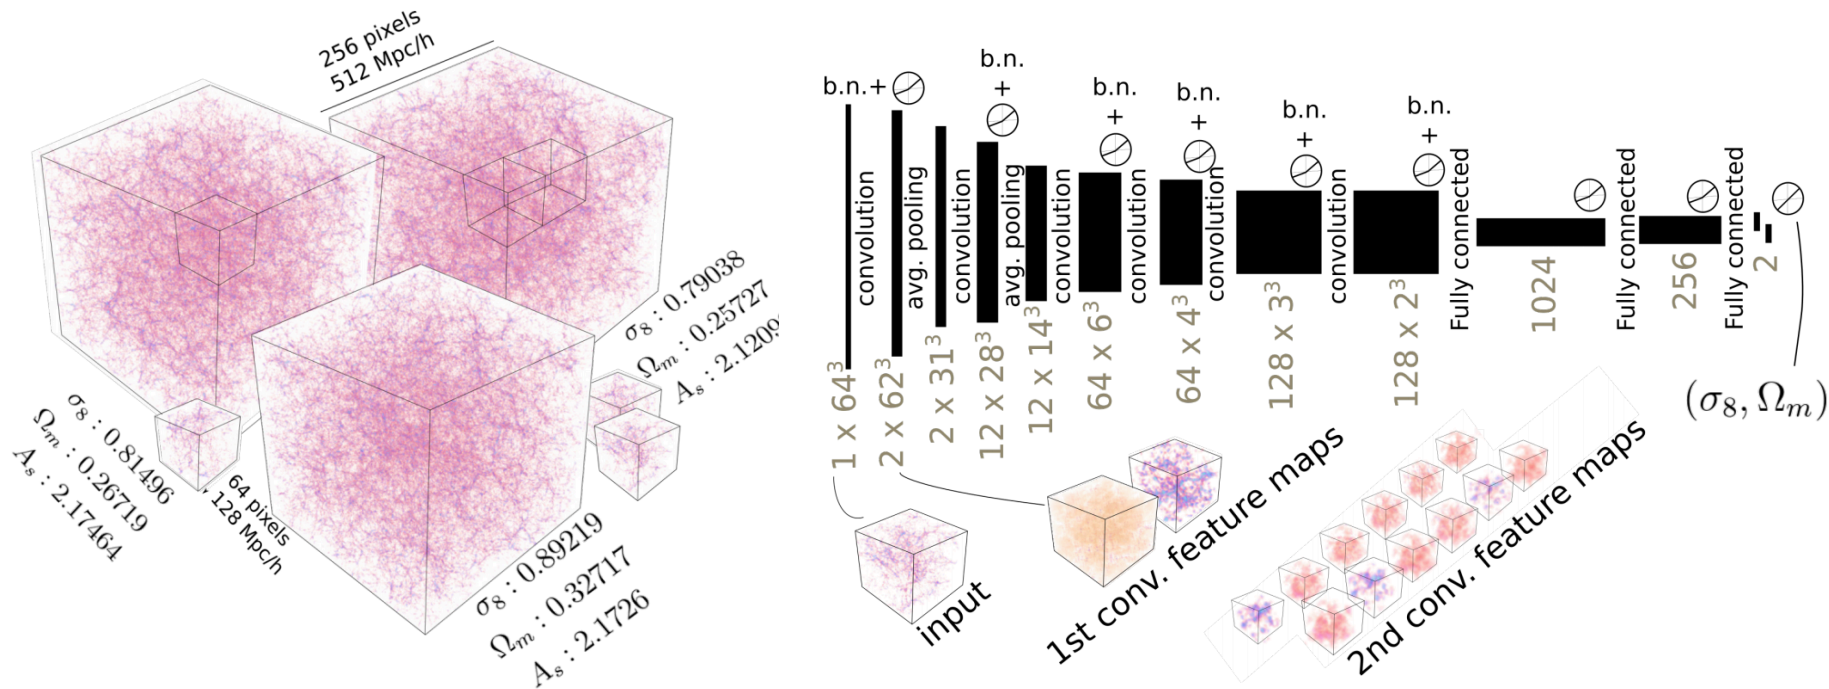 256 pixels
512 Mpc/h
σ₈ : 0.79038
Ωₘ : 0.25727
Aₛ : 2.1209
σ₈ : 0.81496
Ωₘ : 0.26719
Aₛ : 2.17464
64 pixels
128 Mpc/h
σ₈ : 0.89219
Ωₘ : 0.32717
Aₛ : 2.1726
b.n.+
b.n.
+
b.n.
+
b.n.
+
b.n.
+
b.n.
+
convolution
avg. pooling
convolution
avg. pooling
convolution
convolution
convolution
convolution
Fully connected
Fully connected
Fully connected
1 x 64³
2 x 62³
2 x 31³
12 x 28³
12 x 14³
64 x 6³
64 x 4³
128 x 3³
128 x 2³
1024
256
2
(σ₈, Ωₘ)
input
1st conv. feature maps
2nd conv. feature maps